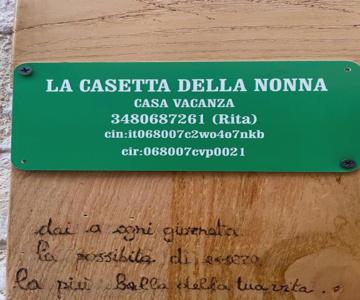 LA CASETTA DELLA NONNA
CASA VACANZA
3480687261 (Rita)
cin:it068007c2wo4o7nkb
cir:068007cvp0021
dai a ogni giornata
la possibilita di essere
la più bella della tua vita..